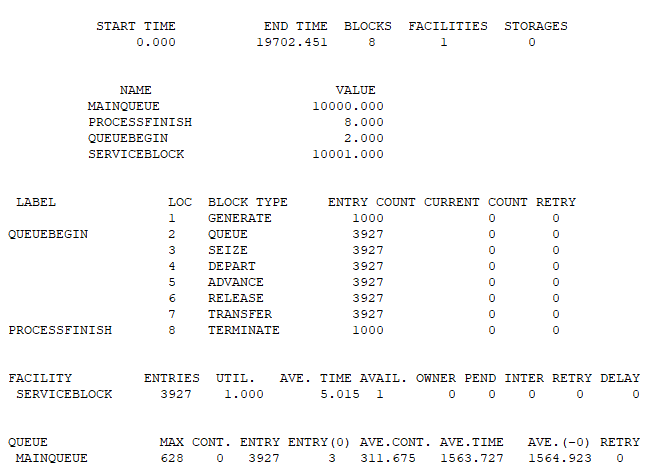 START TIME END TIME BLOCKS FACILITIES STORAGES
0.000 19702.451 8 1 0
NAME VALUE
MAINQUEUE 10000.000
PROCESSFINISH 8.000
QUEUEBEGIN 2.000
SERVICEBLOCK 10001.000
LABEL LOC BLOCK TYPE ENTRY COUNT CURRENT COUNT RETRY
1 GENERATE 1000 0 0
QUEUEBEGIN 2 QUEUE 3927 0 0
3 SEIZE 3927 0 0
4 DEPART 3927 0 0
5 ADVANCE 3927 0 0
6 RELEASE 3927 0 0
7 TRANSFER 3927 0 0
PROCESSFINISH 8 TERMINATE 1000 0 0
FACILITY ENTRIES UTIL. AVE. TIME AVAIL. OWNER PEND INTER RETRY DELAY
SERVICEBLOCK 3927 1.000 5.015 1 0 0 0 0 0
QUEUE MAX CONT. ENTRY ENTRY(0) AVE.CONT. AVE.TIME AVE.(-0) RETRY
MAINQUEUE 628 0 3927 3 311.675 1563.727 1564.923 0